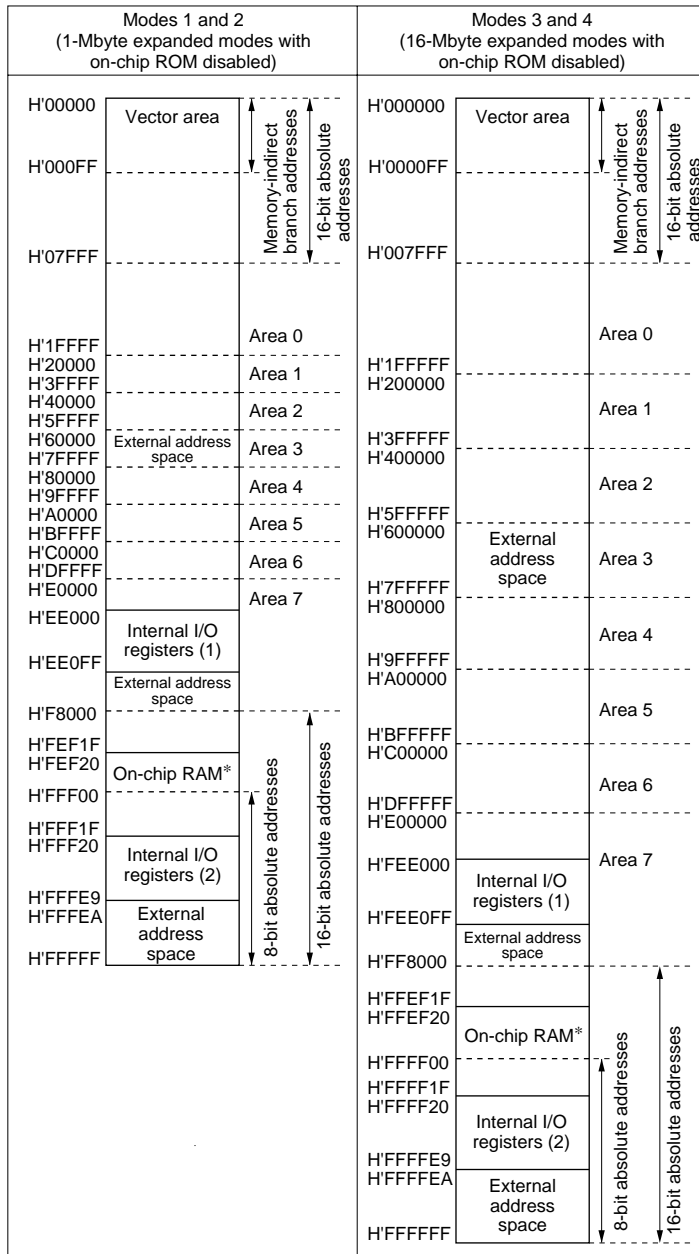 Modes 1 and 2
(1-Mbyte expanded modes with
on-chip ROM disabled)
H'00000
Vector area
H'000FF
Memory-indirect
branch addresses
16-bit absolute
addresses
H'07FFF
Area 0
H'1FFFF
H'20000
Area 1
H'3FFFF
H'40000
Area 2
H'5FFFF
H'60000
External address
space
Area 3
H'7FFFF
H'80000
Area 4
H'9FFFF
H'A0000
Area 5
H'BFFFF
H'C0000
Area 6
H'DFFFF
H'E0000
Area 7
H'EE000
Internal I/O
registers (1)
H'EE0FF
External address
space
H'F8000
H'FEF1F
H'FEF20
On-chip RAM*
H'FFF00
H'FFF1F
H'FFF20
Internal I/O
registers (2)
H'FFFE9
H'FFFEA
External
address
space
H'FFFFF
8-bit absolute addresses
16-bit absolute addresses
Modes 3 and 4
(16-Mbyte expanded modes with
on-chip ROM disabled)
H'000000
Vector area
H'0000FF
Memory-indirect
branch addresses
16-bit absolute
addresses
H'007FFF
Area 0
H'1FFFFF
H'200000
Area 1
H'3FFFFF
H'400000
Area 2
H'5FFFFF
H'600000
External
address
space
Area 3
H'7FFFFF
H'800000
Area 4
H'9FFFFF
H'A00000
Area 5
H'BFFFFF
H'C00000
Area 6
H'DFFFFF
H'E00000
Area 7
H'FEE000
Internal I/O
registers (1)
H'FEE0FF
External address
space
H'FF8000
H'FFEF1F
H'FFEF20
On-chip RAM*
H'FFFF00
H'FFFF1F
H'FFFF20
Internal I/O
registers (2)
H'FFFFE9
H'FFFFEA
External
address
space
H'FFFFFF
8-bit absolute addresses
16-bit absolute addresses